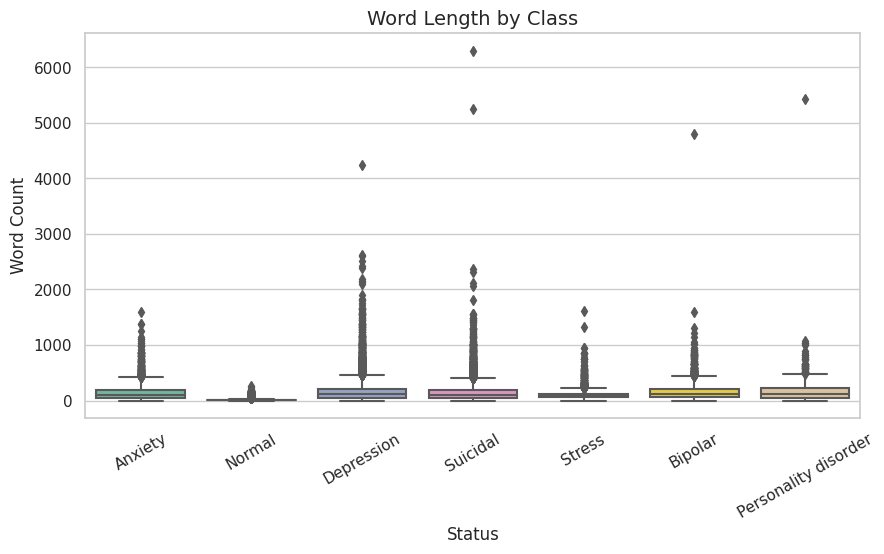 Word Length by Class
Word Count
6000
5000
4000
3000
2000
1000
0
Anxiety
Normal
Depression
Suicidal
Stress
Bipolar
Personality disorder
Status